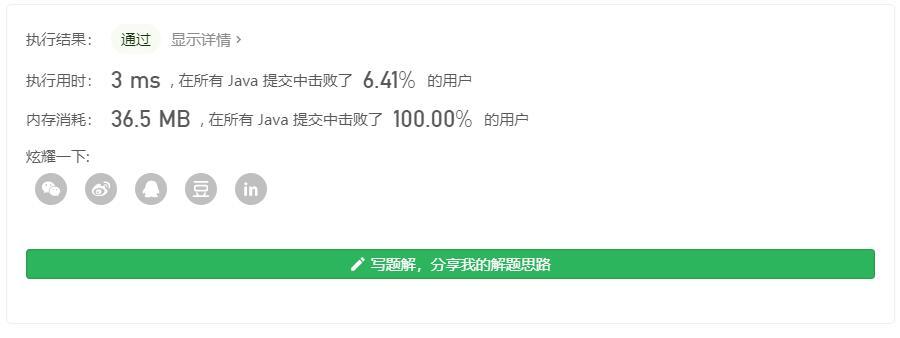 执行结果： 通过 显示详情 ›
执行用时： 3 ms , 在所有 Java 提交中击败了 6.41% 的用户
内存消耗： 36.5 MB , 在所有 Java 提交中击败了 100.00% 的用户
炫耀一下:
豆 in
写题解，分享我的解题思路